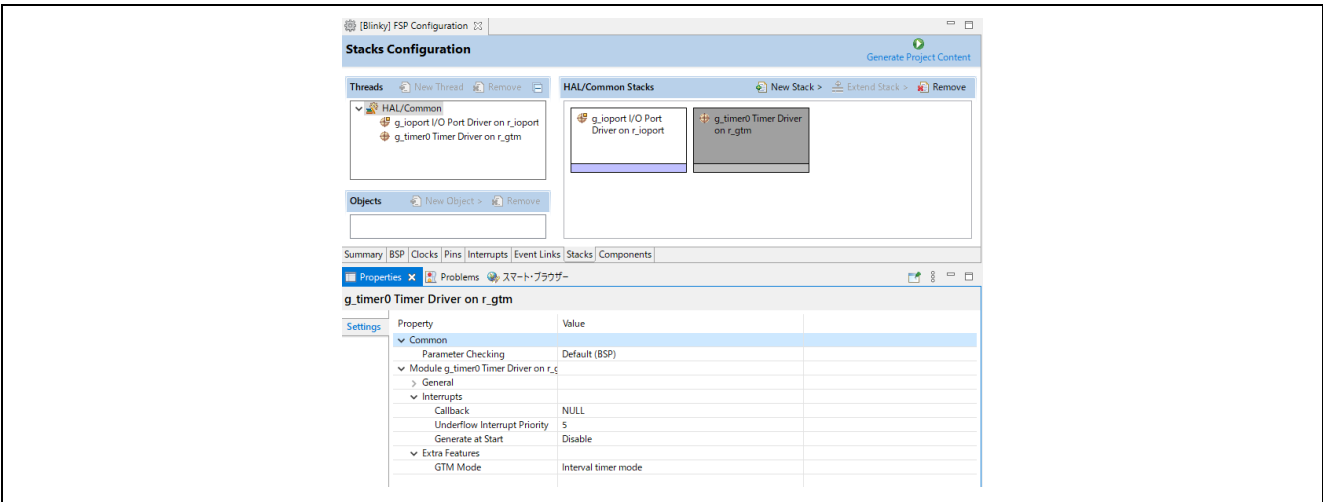 [Blinky] FSP Configuration
Stacks Configuration
Generate Project Content
Threads New Thread Remove
HAL/Common Stacks New Stack > Extend Stack > Remove
HAL/Common
g_ioport I/O Port Driver on r_ioport
g_timer0 Timer Driver on r_gtm
g_ioport I/O Port
Driver on r_ioport
g_timer0 Timer Driver
on r_gtm
Objects New Object > Remove
Summary BSP Clocks Pins Interrupts Event Links Stacks Components
Properties Problems スマート・ブラウザー
g_timer0 Timer Driver on r_gtm
Settings
Property Value
Common
Parameter Checking Default (BSP)
Module g_timer0 Timer Driver on r_g
General
Interrupts
Callback NULL
Underflow Interrupt Priority 5
Generate at Start Disable
Extra Features
GTM Mode Interval timer mode